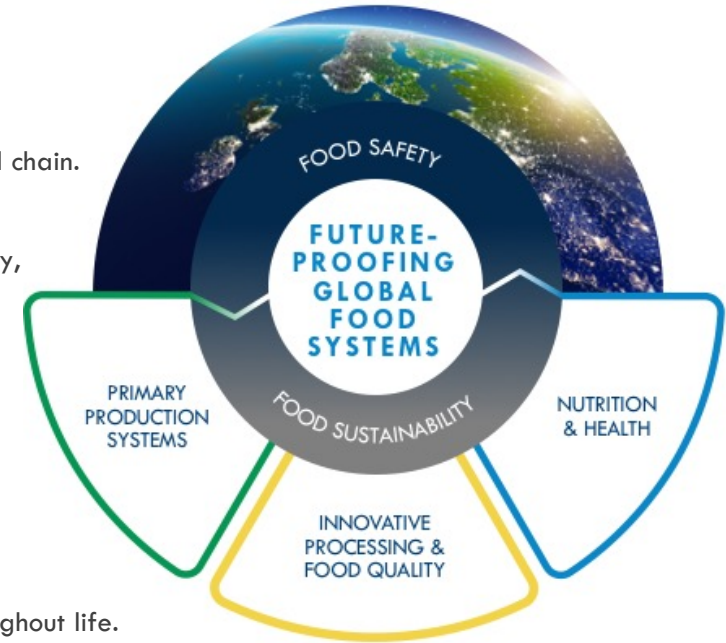 chain.
y,
FOOD SAFETY
FUTURE-
PROOFING
GLOBAL
FOOD
SYSTEMS
FOOD SUSTAINABILITY
PRIMARY
PRODUCTION
SYSTEMS
NUTRITION
& HEALTH
INNOVATIVE
PROCESSING &
FOOD QUALITY
ghout life.